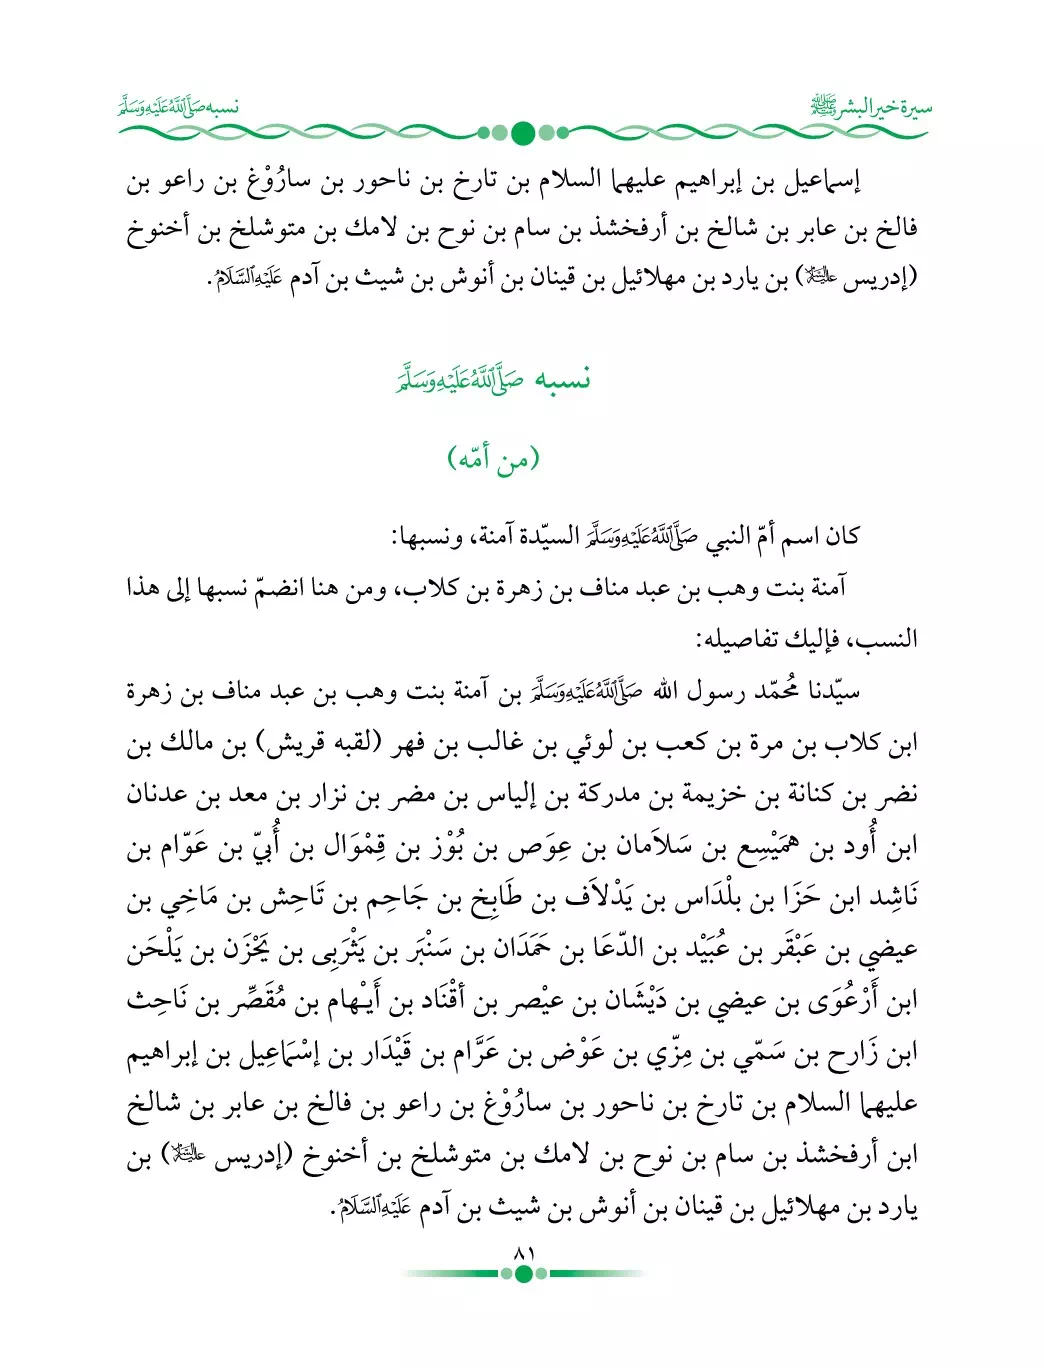 سيرة خير البشر ﷺ
نسبه صَلَّى اللَّهُ عَلَيْهِ وَسَلَّمَ
إسماعيل بن إبراهيم عليهما السلام بن تارخ بن ناحور بن سارُوْغ بن راعو بن
فالخ بن عابر بن شالخ بن أرفخشذ بن سام بن نوح بن لامك بن متوشلخ بن أخنوخ
(إدريس عليه السلام) بن يارد بن مهلائيل بن قينان بن أنوش بن شيث بن آدم عَلَيْهِ السَّلَامُ.
نسبه صَلَّى اللَّهُ عَلَيْهِ وَسَلَّمَ
(من أمّه)
كان اسم أمّ النبي صَلَّى اللَّهُ عَلَيْهِ وَسَلَّمَ السيّدة آمنة، ونسبها:
آمنة بنت وهب بن عبد مناف بن زهرة بن كلاب، ومن هنا انضمّ نسبها إلى هذا
النسب، فإليك تفاصيله:
سيّدنا مُحمّد رسول الله صَلَّى اللَّهُ عَلَيْهِ وَسَلَّمَ بن آمنة بنت وهب بن عبد مناف بن زهرة
ابن كلاب بن مرة بن كعب بن لوئي بن غالب بن فهر (لقبه قريش) بن مالك بن
نضر بن كنانة بن خزيمة بن مدركة بن إلياس بن مضر بن نزار بن معد بن عدنان
ابن أُود بن هَمَيْسِع بن سَلاَمان بن عِوَص بن بُوْز بن قِمْوَال بن أُبيّ بن عَوّام بن
نَاشِد ابن حَزَا بن بلْدَاس بن يَدْلاَف بن طَابِخ بن جَاحِم بن تَاحِش بن مَاخِي بن
عيضي بن عَبْقَر بن عُبَيْد بن الدّعَا بن حَمَدَان بن سَنْبَر بن يَثْرَبِى بن يَحْزَن بن يَلْحَن
ابن أَرْعُوَى بن عيضي بن دَيْشَان بن عيْصر بن أقْنَاد بن أَيـْهام بن مُقَصِّر بن نَاحِث
ابن زَارح بن سَمّي بن مِزّي بن عَوْض بن عَرَّام بن قَيْدَار بن إسْمَاعِيل بن إبراهيم
عليهما السلام بن تارخ بن ناحور بن سارُوْغ بن راعو بن فالخ بن عابر بن شالخ
ابن أرفخشذ بن سام بن نوح بن لامك بن متوشلخ بن أخنوخ (إدريس عليه السلام) بن
يارد بن مهلائيل بن قينان بن أنوش بن شيث بن آدم عَلَيْهِ السَّلَامُ.
٨١